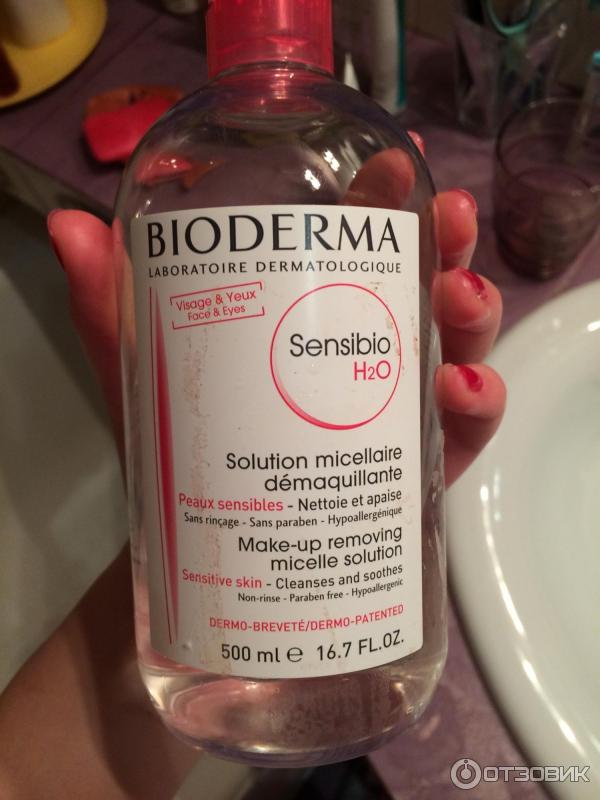 BIODERMA
LABORATOIRE DERMATOLOGIQUE
Visage & Yeux
Face & Eyes
Sensibio
H2O
Solution micellaire
démaquillante
Peaux sensibles - Nettoie et apaise
Sans rinçage - Sans paraben - Hypoallergénique
Make-up removing
micelle solution
Sensitive skin - Cleanses and soothes
Non-rinse - Paraben free - Hypoallergenic
DERMO-BREVETÉ/DERMO-PATENTED
500 ml e 16.7 FL.OZ.
ОТЗОВИК